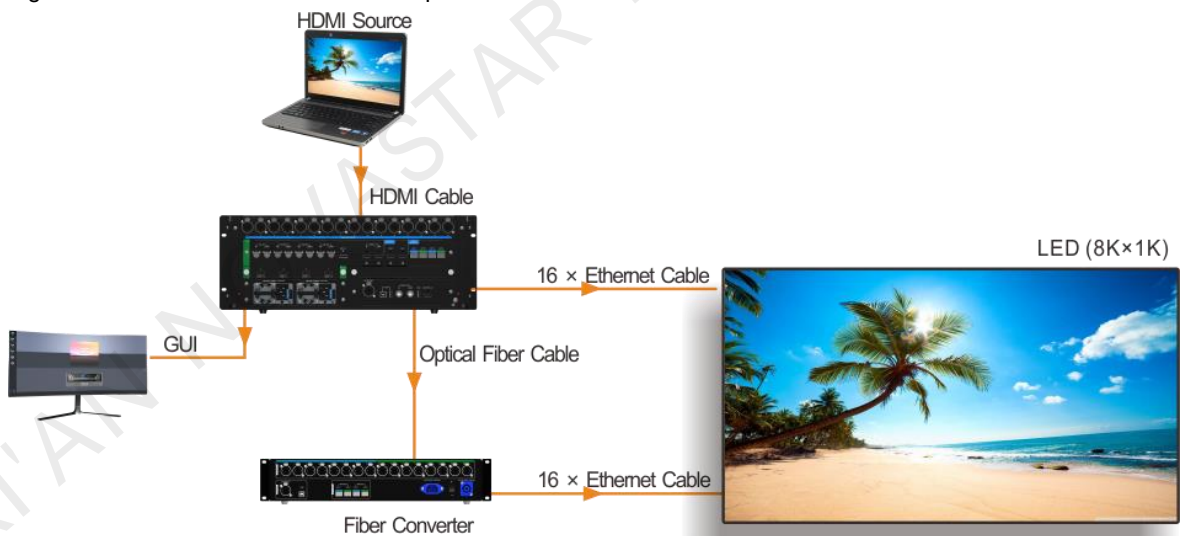 HDMI Source
HDMI Cable
LED (8K×1K)
16 × Ethernet Cable
GUI
Optical Fiber Cable
16 × Ethernet Cable
Fiber Converter